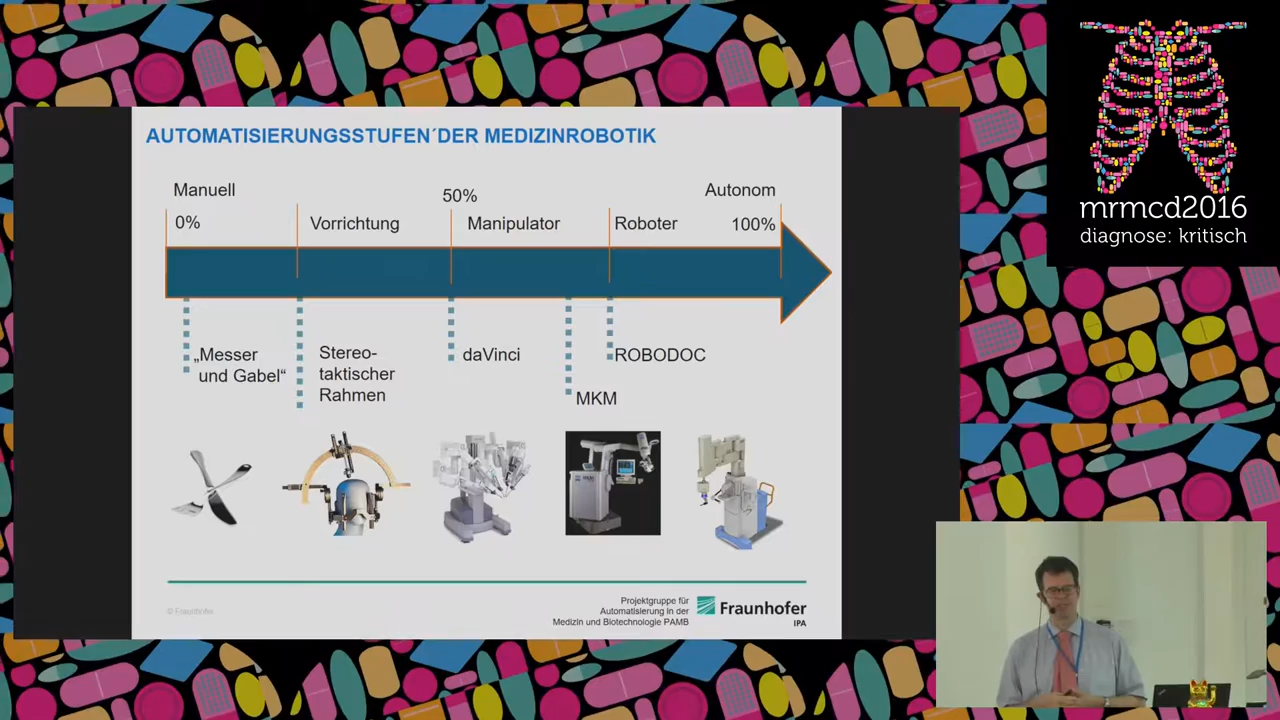 AUTOMATISIERUNGSSTUFEN´DER MEDIZINROBOTIK
Manuell
50%
Autonom
0%
Vorrichtung
Manipulator
Roboter
100%
„Messer
und Gabel“
Stereo-
taktischer
Rahmen
daVinci
MKM
ROBODOC
© Fraunhofer
Projektgruppe für
Automatisierung in der
Medizin und Biotechnologie PAMB
Fraunhofer
IPA
mrmcd2016
diagnose: kritisch